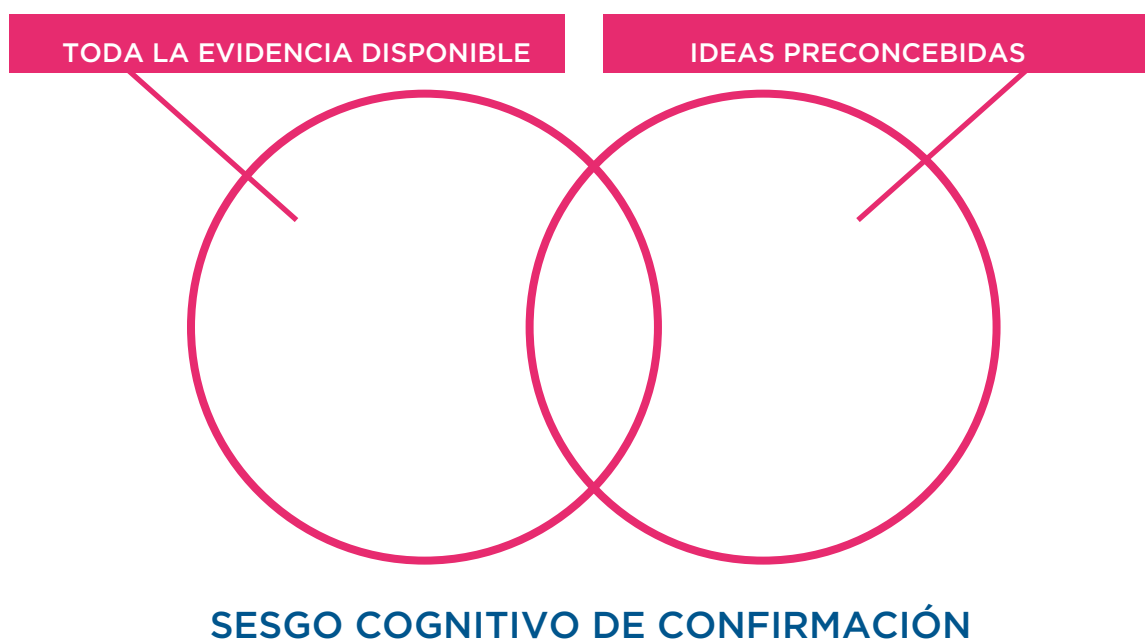 TODA LA EVIDENCIA DISPONIBLE
IDEAS PRECONCEBIDAS
SESGO COGNITIVO DE CONFIRMACIÓN